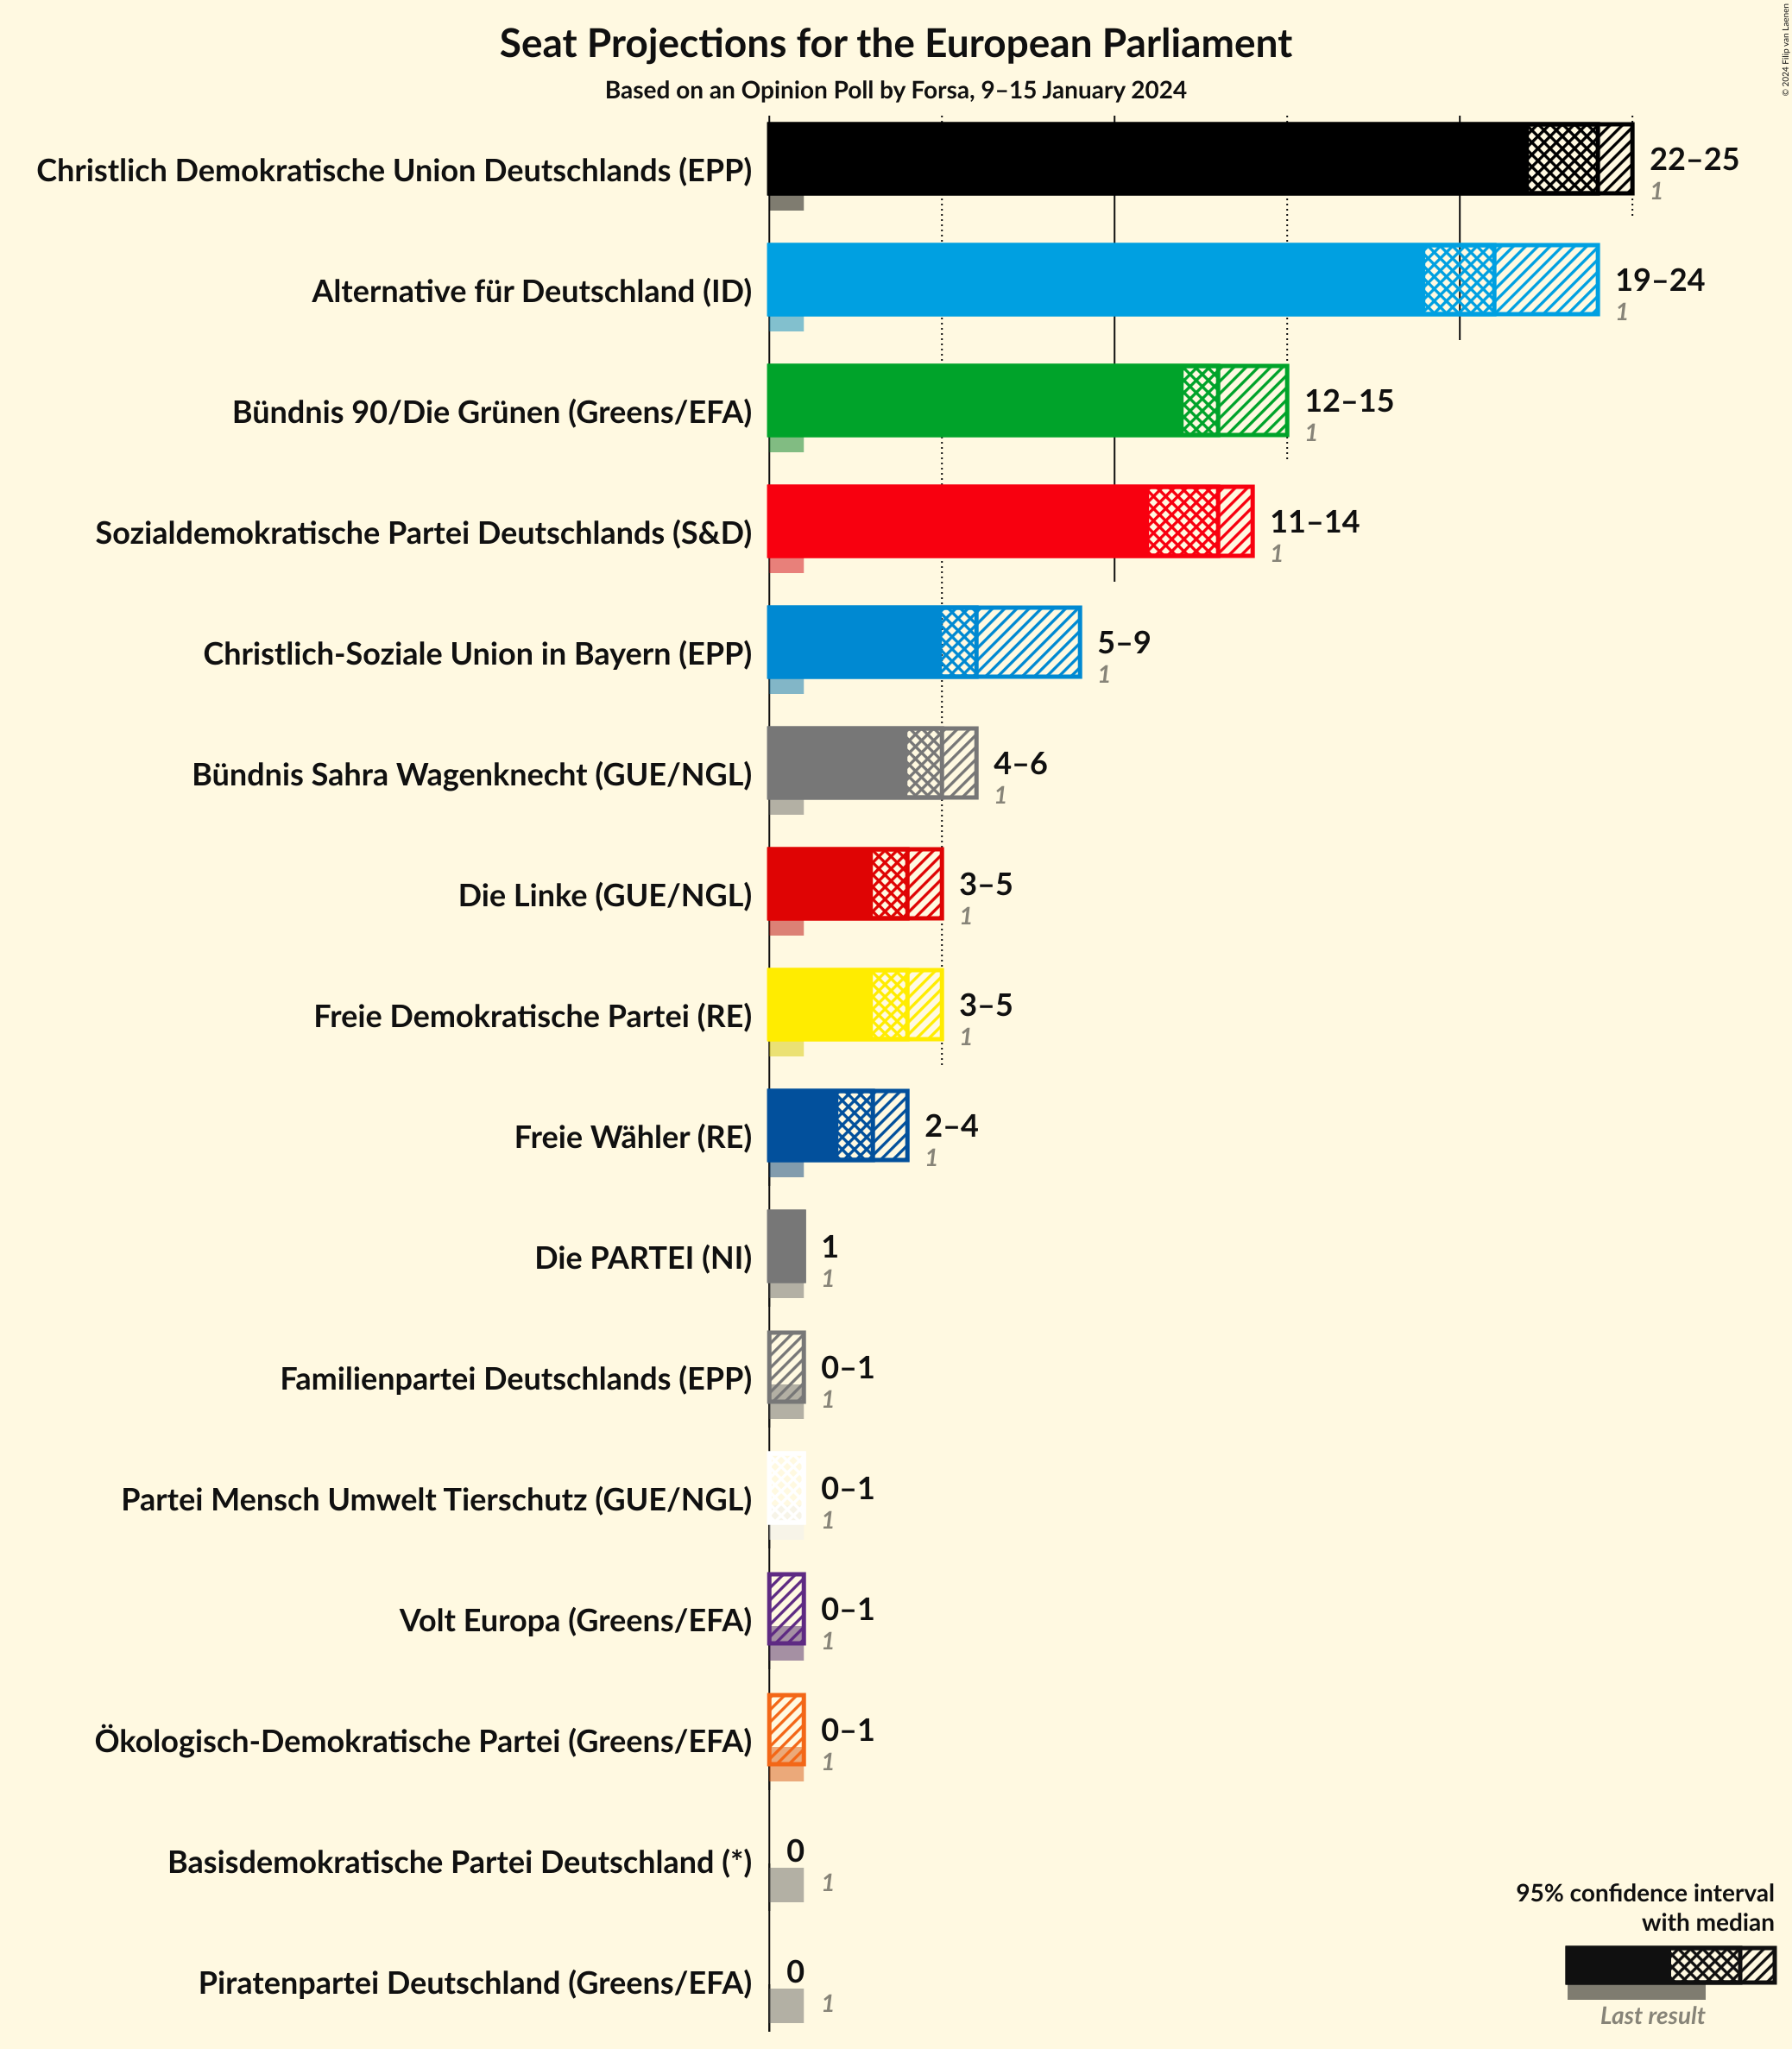 Seat Projections for the European Parliament
Based on an Opinion Poll by Forsa, 9–15 January 2024
© 2024 Filip van Laenen
Christlich Demokratische Union Deutschlands (EPP)
22–25
1
Alternative für Deutschland (ID)
19–24
1
Bündnis 90/Die Grünen (Greens/EFA)
12–15
1
Sozialdemokratische Partei Deutschlands (S&D)
11–14
1
Christlich-Soziale Union in Bayern (EPP)
5–9
1
Bündnis Sahra Wagenknecht (GUE/NGL)
4–6
1
Die Linke (GUE/NGL)
3–5
1
Freie Demokratische Partei (RE)
3–5
1
Freie Wähler (RE)
2–4
1
Die PARTEI (NI)
1
1
Familienpartei Deutschlands (EPP)
0–1
1
Partei Mensch Umwelt Tierschutz (GUE/NGL)
0–1
1
Volt Europa (Greens/EFA)
0–1
1
Ökologisch-Demokratische Partei (Greens/EFA)
0–1
1
Basisdemokratische Partei Deutschland (*)
0
1
Piratenpartei Deutschland (Greens/EFA)
0
1
95% confidence interval
with median
Last result